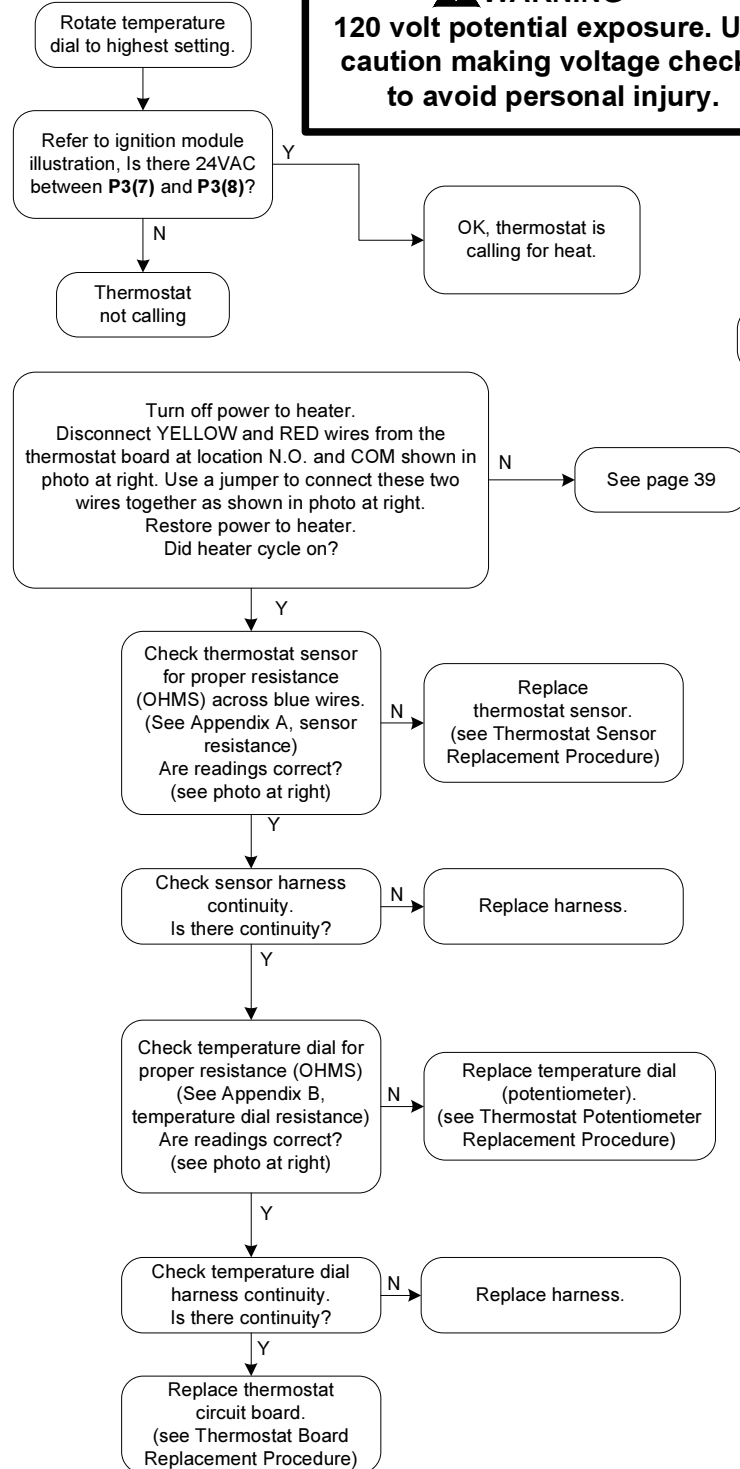 Rotate temperature
dial to highest setting.
WARNING
120 volt potential exposure.
caution making voltage
to avoid personal injury.
Refer to ignition module
illustration, Is there 24VAC
between P3(7) and P3(8)?
Y
N
OK, thermostat is
calling for heat.
Thermostat
not calling
Turn off power to heater.
Disconnect YELLOW and RED wires from the
thermostat board at location N.O. and COM shown in
photo at right. Use a jumper to connect these two
wires together as shown in photo at right.
Restore power to heater.
Did heater cycle on?
N
See page 39
Y
Check thermostat sensor
for proper resistance
(OHMS) across blue wires.
(See Appendix A, sensor
resistance)
Are readings correct?
(see photo at right)
N
Replace
thermostat sensor.
(see Thermostat Sensor
Replacement Procedure)
Y
Check sensor harness
continuity.
Is there continuity?
N
Replace harness.
Y
Check temperature dial for
proper resistance (OHMS)
(See Appendix B,
temperature dial resistance)
Are readings correct?
(see photo at right)
N
Replace temperature dial
(potentiometer).
(see Thermostat Potentiometer
Replacement Procedure)
Y
Check temperature dial
harness continuity.
Is there continuity?
N
Replace harness.
Y
Replace thermostat
circuit board.
(see Thermostat Board
Replacement Procedure)